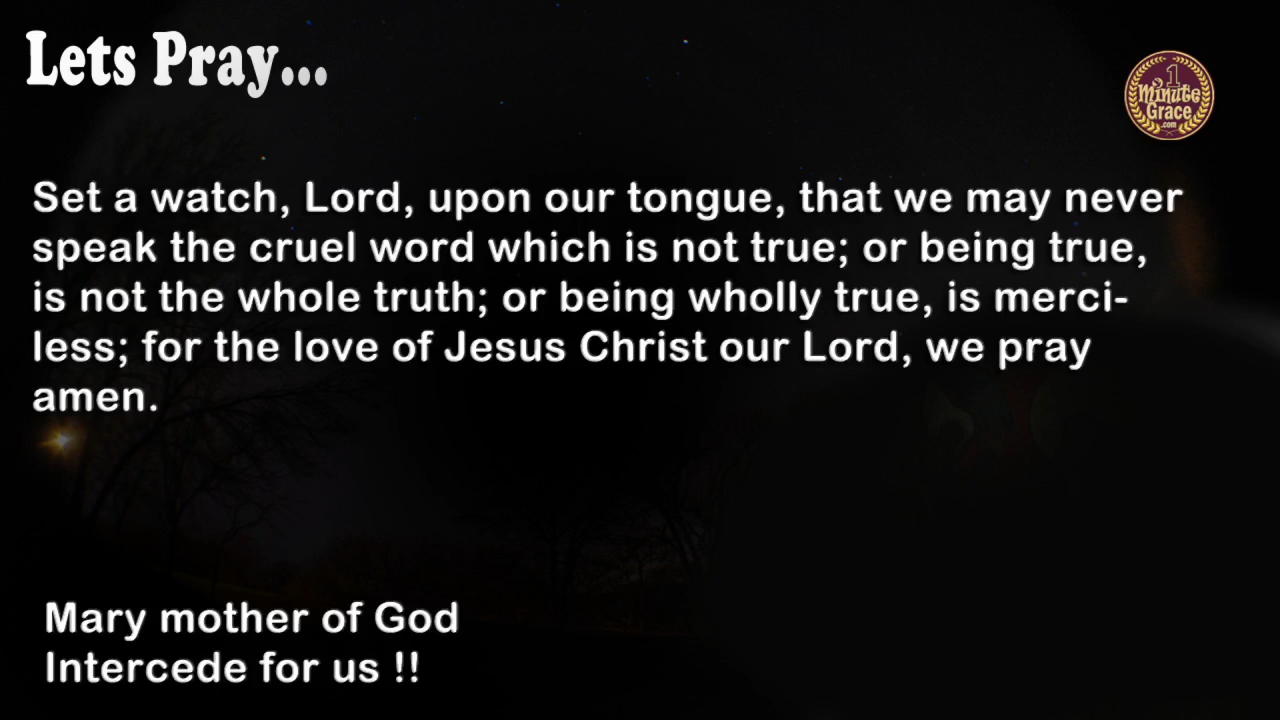 Lets Pray...
1
Minute
Grace
.com
Set a watch, Lord, upon our tongue, that we may never
speak the cruel word which is not true; or being true,
is not the whole truth; or being wholly true, is merci-
less; for the love of Jesus Christ our Lord, we pray
amen.
Mary mother of God
Intercede for us !!